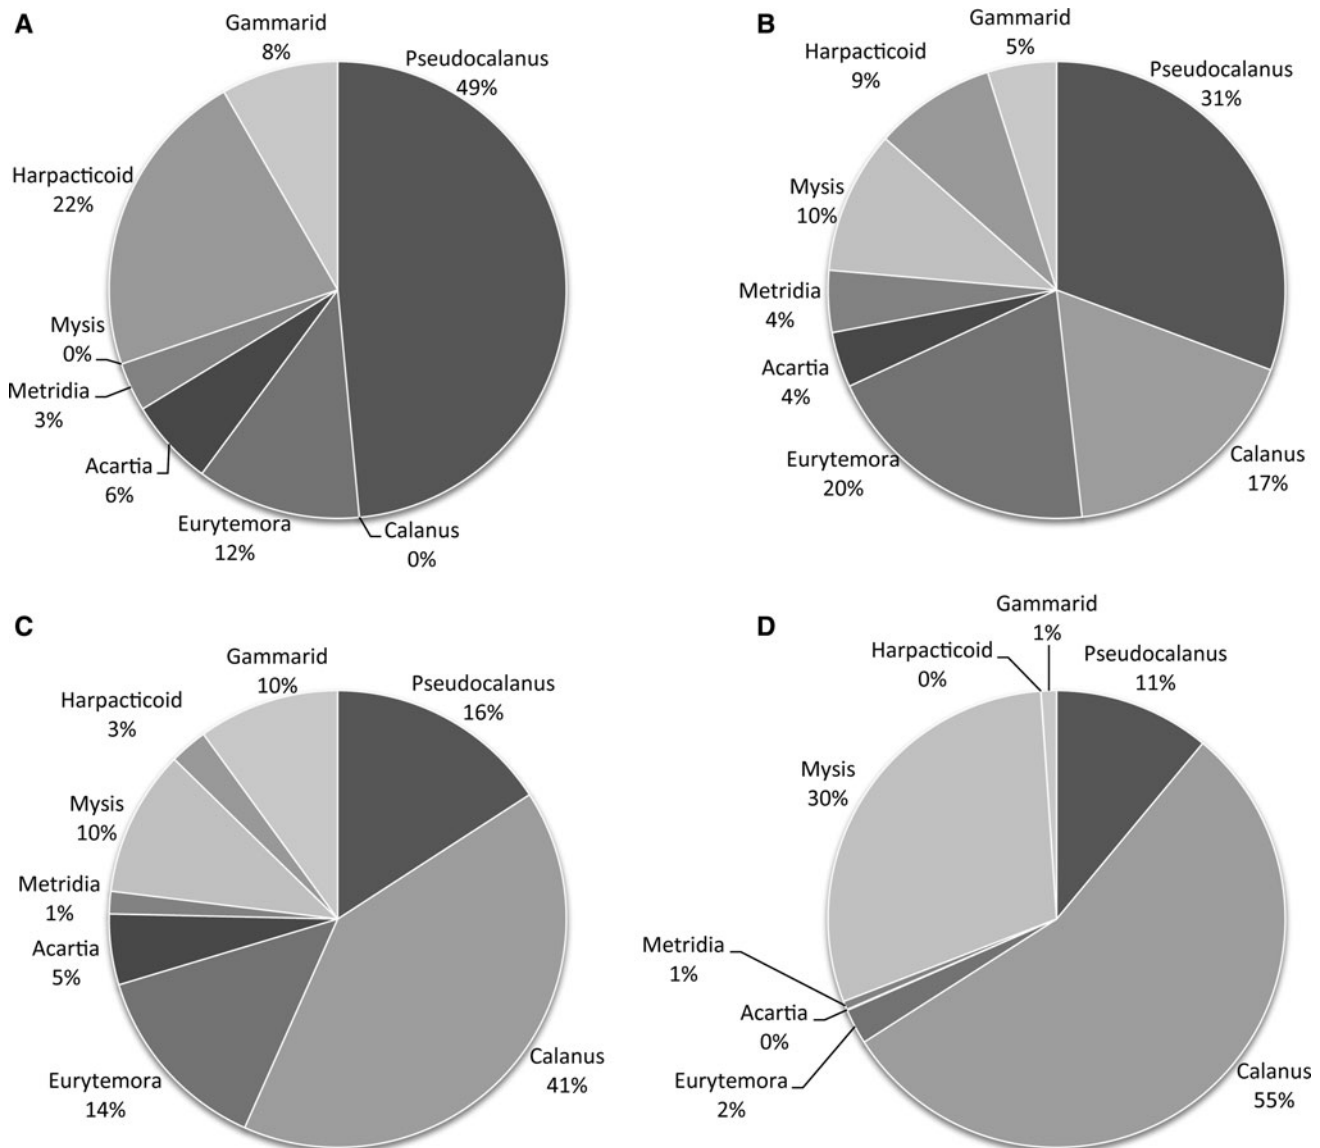 A
Gammarid
8%
Pseudocalanus
49%
Harpacticoid
22%
Mysis
0%
Metridia
3%
Acartia
6%
Eurytemora
12%
Calanus
0%
B
Gammarid
5%
Harpacticoid
9%
Pseudocalanus
31%
Mysis
10%
Metridia
4%
Acartia
4%
Eurytemora
20%
Calanus
17%
C
Gammarid
10%
Pseudocalanus
16%
Harpacticoid
3%
Mysis
10%
Metridia
1%
Acartia
5%
Eurytemora
14%
Calanus
41%
D
Gammarid
1%
Harpacticoid
0%
Pseudocalanus
11%
Mysis
30%
Metridia
1%
Acartia
0%
Eurytemora
2%
Calanus
55%